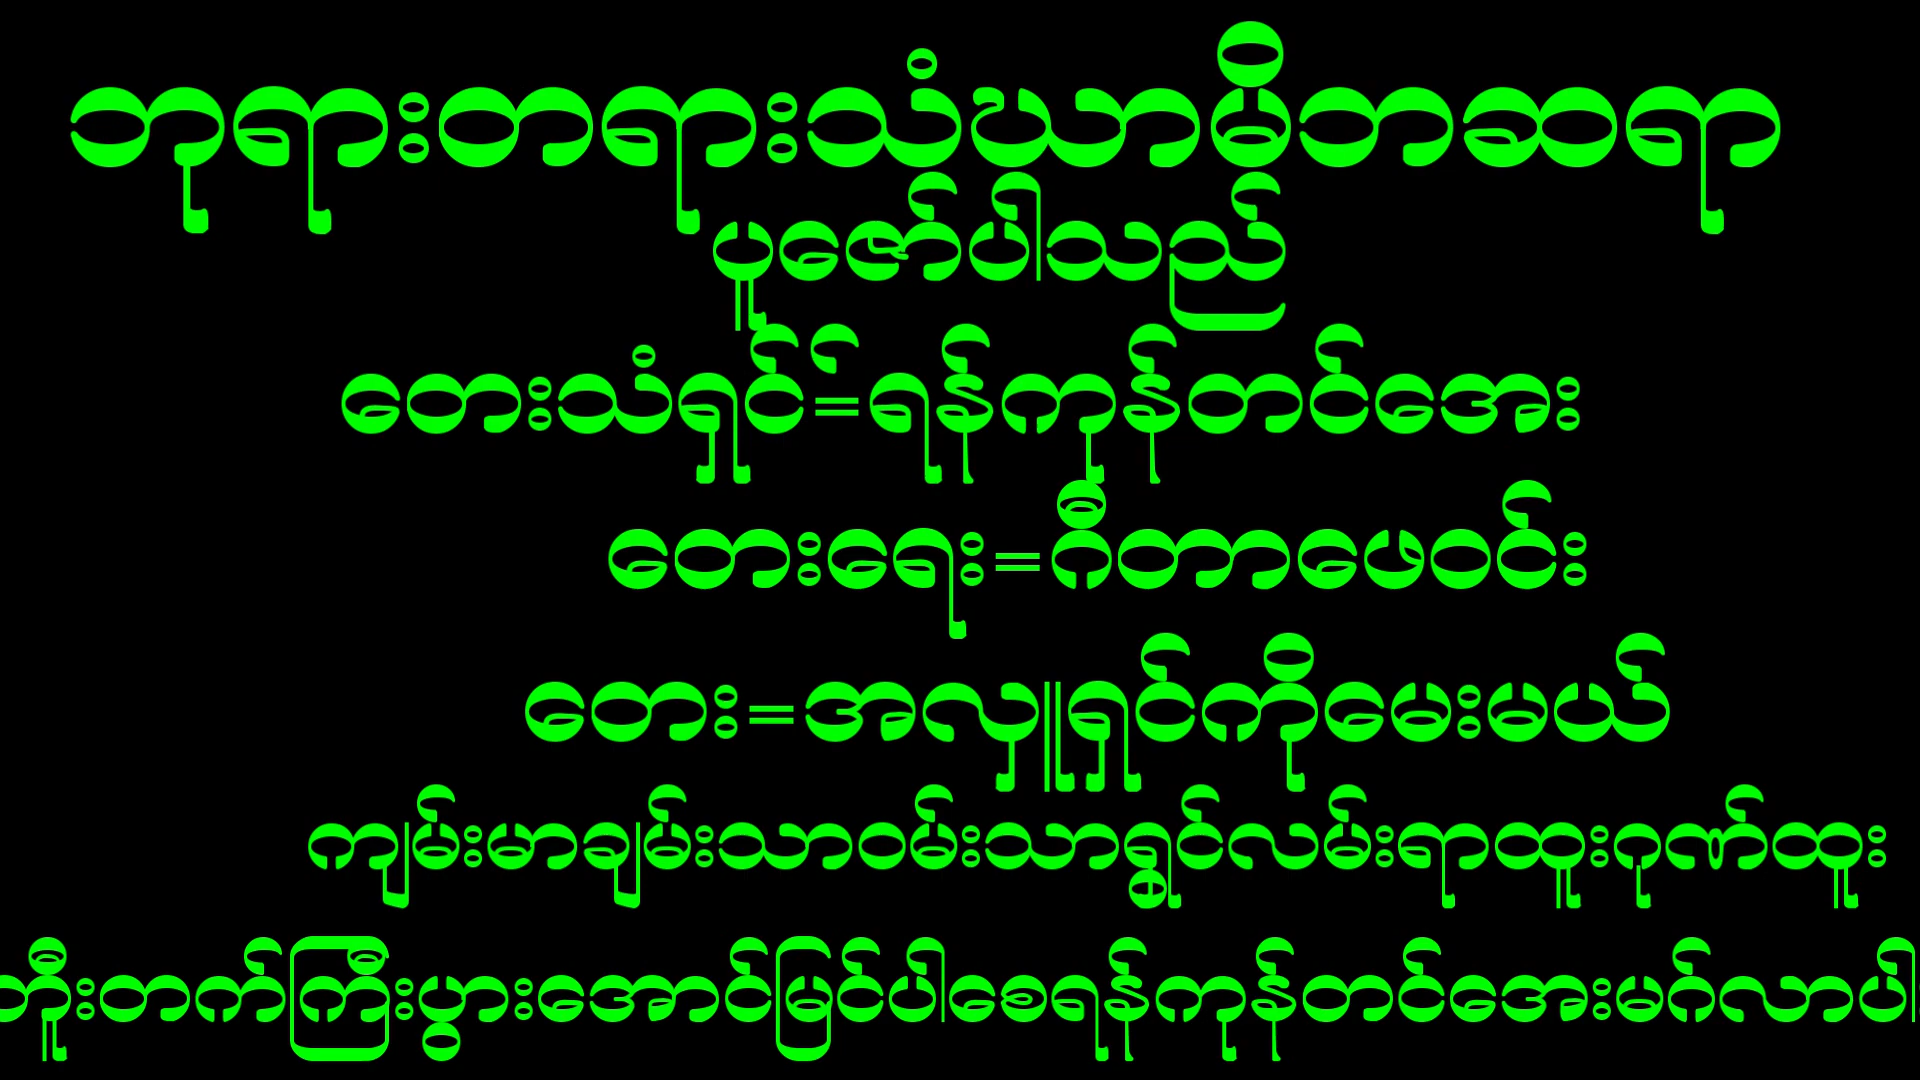 ဘုရားတရားသံဃာမိဘဆရာ
ပူဇော်ပါသည်
တေးသံရှင််=ရန်ကုန်တင်အေး
တေးရေး=ဂီတာဖေဝင်း
တေး=အလှူရှင်ကိုမေးမယ်
ကျမ်းမာချမ်းသာဝမ်းသာရွှင်လမ်းရာထူးဂုဏ်ထူး
တီူးတက်ကြီးပွားအောင်မြင်ပါစေရန်ကုန်တင်အေးမဂ်လာပါ